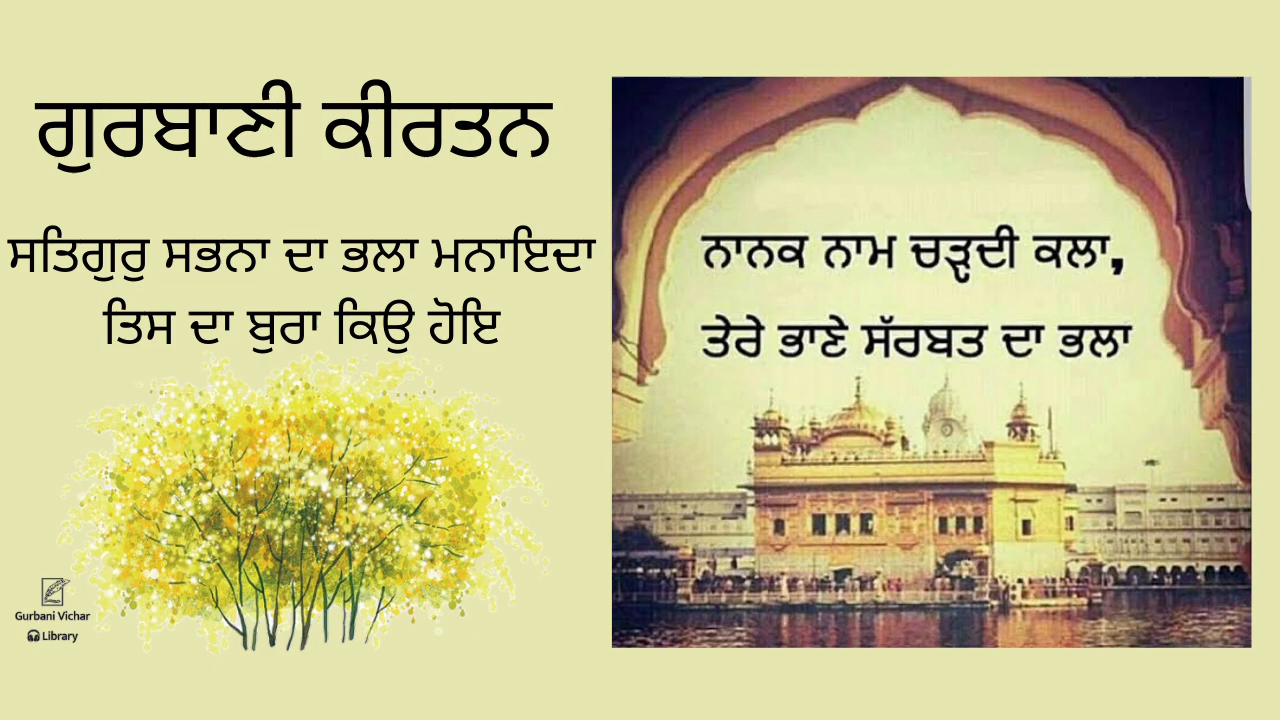 ਗੁਰਬਾਣੀ ਕੀਰਤਨ
ਸਤਿਗੁਰੁ ਸਭਨਾ ਦਾ ਭਲਾ ਮਨਾਇਦਾ
ਤਿਸ ਦਾ ਬੁਰਾ ਕਿਉ ਹੋਇ
ਨਾਨਕ ਨਾਮ ਚੜ੍ਹਦੀ ਕਲਾ,
ਤੇਰੇ ਭਾਣੇ ਸੱਰਬਤ ਦਾ ਭਲਾ
Gurbani Vichar
Library